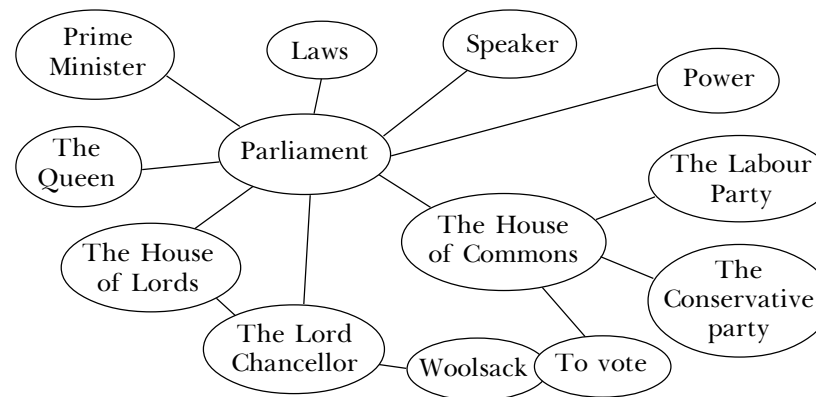 Prime
Minister
Laws
Speaker
Power
The
Queen
Parliament
The Labour
Party
The House
of Lords
The House
of Commons
The
Conservative
party
The Lord
Chancellor
Woolsack
To vote